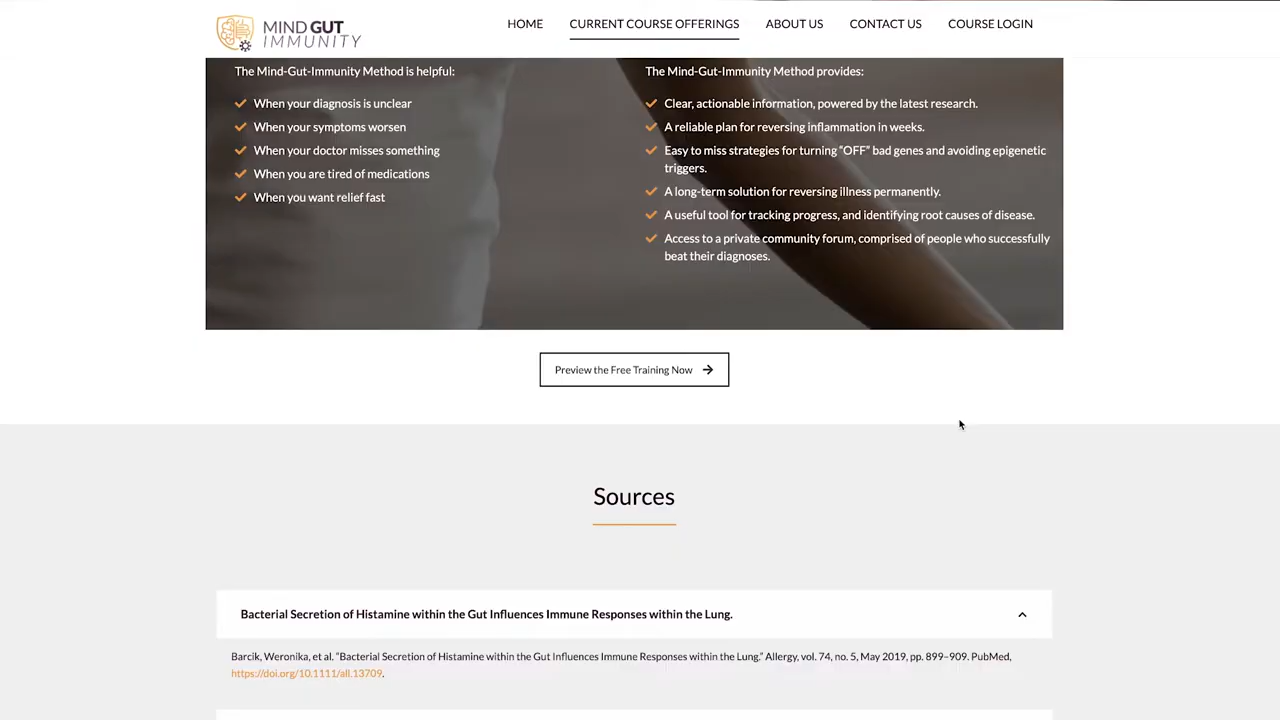 MIND GUT
IMMUNITY
HOME
CURRENT COURSE OFFERINGS
ABOUT US
CONTACT US
COURSE LOGIN
The Mind-Gut-Immunity Method is helpful:
When your diagnosis is unclear
When your symptoms worsen
When your doctor misses something
When you are tired of medications
When you want relief fast
The Mind-Gut-Immunity Method provides:
Clear, actionable information, powered by the latest research.
A reliable plan for reversing inflammation in weeks.
Easy to miss strategies for turning “OFF” bad genes and avoiding epigenetic
triggers.
A long-term solution for reversing illness permanently.
A useful tool for tracking progress, and identifying root causes of disease.
Access to a private community forum, comprised of people who successfully
beat their diagnoses.
Preview the Free Training Now
Sources
Bacterial Secretion of Histamine within the Gut Influences Immune Responses within the Lung.
Barcik, Weronika, et al. “Bacterial Secretion of Histamine within the Gut Influences Immune Responses within the Lung.” Allergy, vol. 74, no. 5, May 2019, pp. 899–909. PubMed,
https://doi.org/10.1111/all.13709.